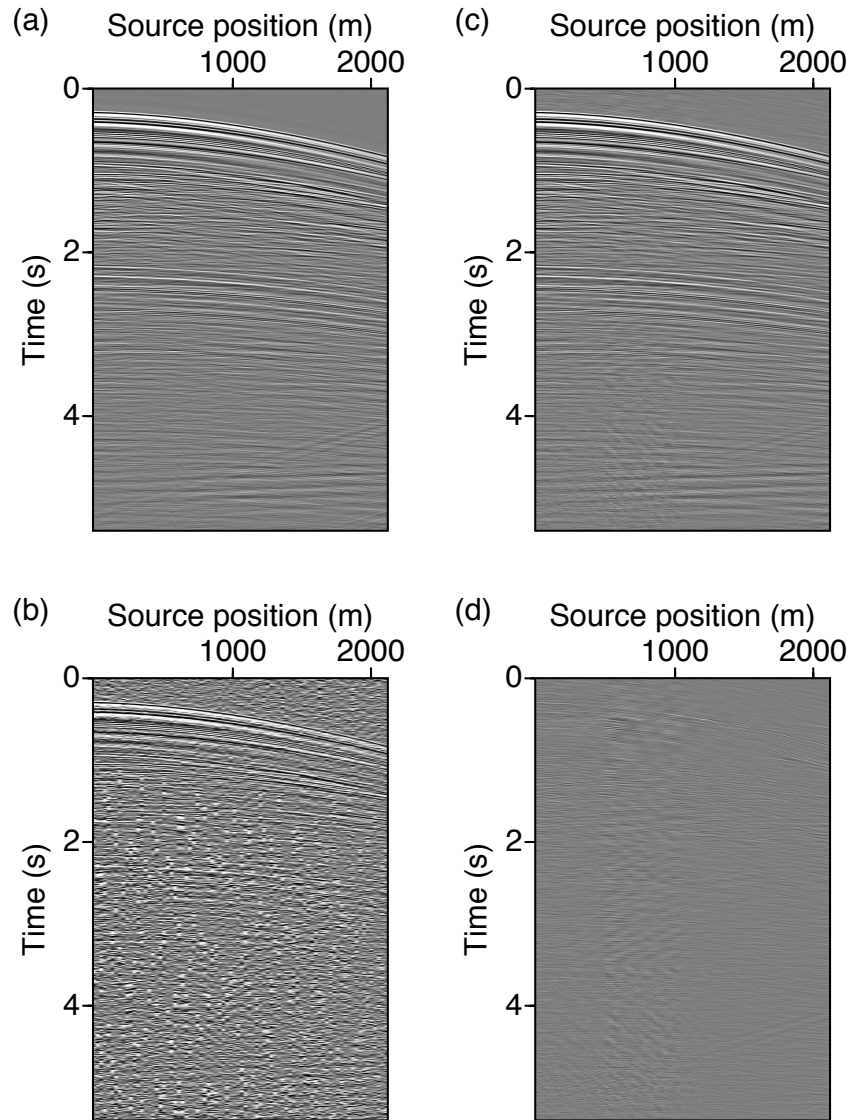 (a) Source position (m)
1000 2000
0
2
4
Time (s)
(c) Source position (m)
1000 2000
0
2
4
Time (s)
(b) Source position (m)
1000 2000
0
2
4
Time (s)
(d) Source position (m)
1000 2000
0
2
4
Time (s)